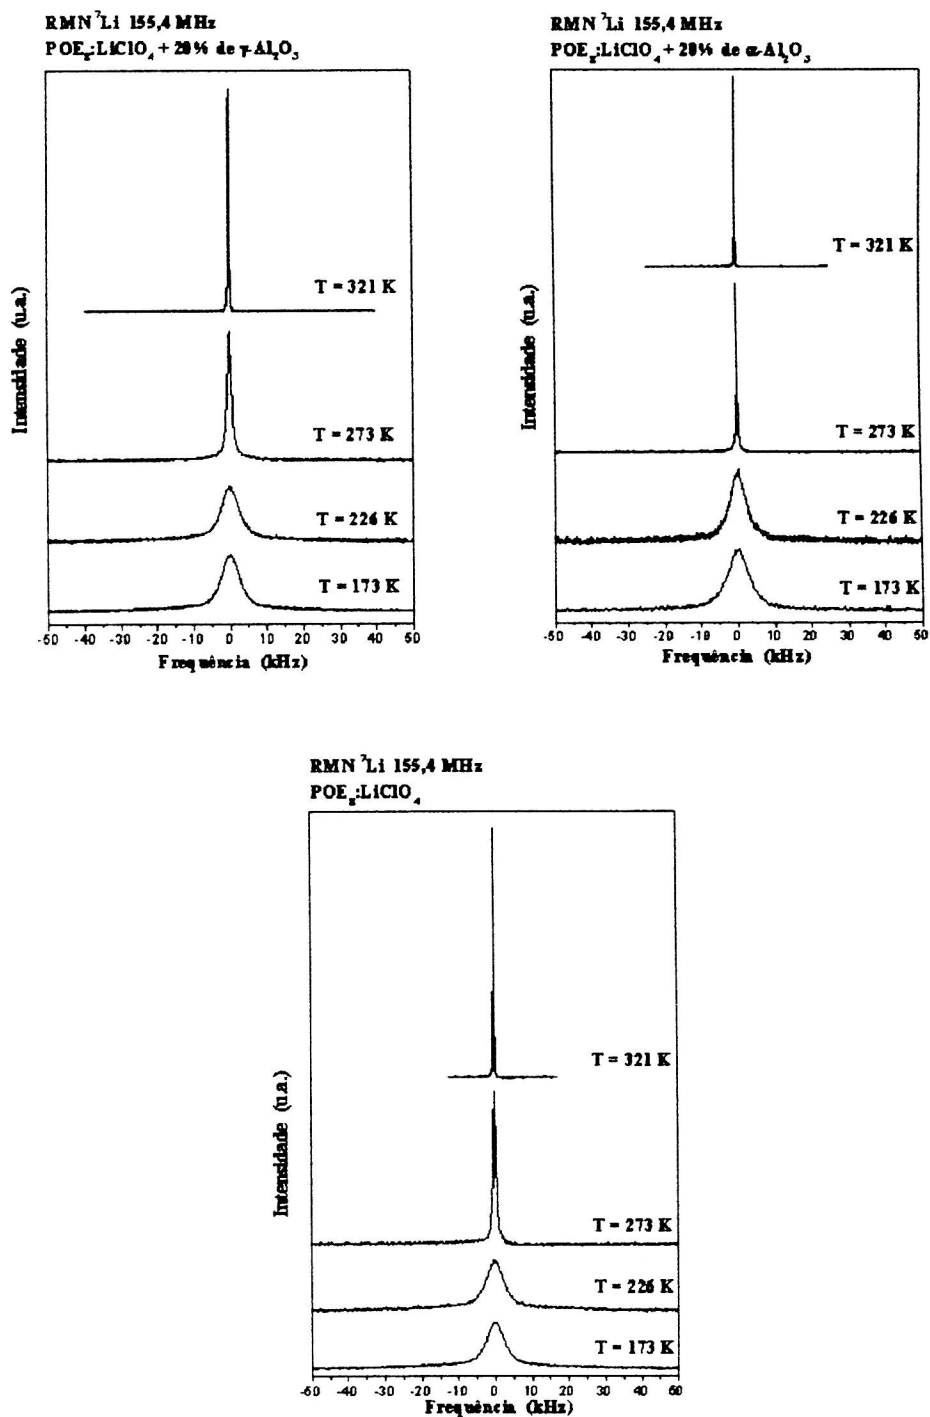 RMN ⁷Li 155,4 MHz
POE₈:LiClO₄ + 20% de γ-Al₂O₃
Intensidade (u.a.)
T = 321 K
T = 273 K
T = 226 K
T = 173 K
-50 -40 -30 -20 -10 0 10 20 30 40 50
Frequência (kHz)
RMN ⁷Li 155,4 MHz
POE₈:LiClO₄ + 20% de α-Al₂O₃
Intensidade (u.a.)
T = 321 K
T = 273 K
T = 226 K
T = 173 K
-50 -40 -30 -20 -10 0 10 20 30 40 50
Frequência (kHz)
RMN ⁷Li 155,4 MHz
POE₈:LiClO₄
Intensidade (u.a.)
T = 321 K
T = 273 K
T = 226 K
T = 173 K
-50 -40 -30 -20 -10 0 10 20 30 40 50
Frequência (kHz)